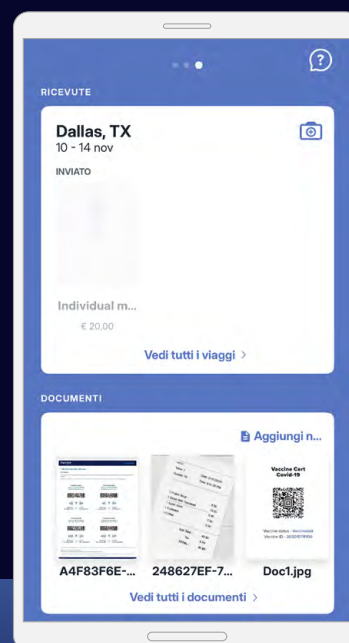 RICEVUTE
Dallas, TX
10 - 14 nov
INVIATO
Individual m...
€ 20,00
Vedi tutti i viaggi >
DOCUMENTI
Aggiungi n...
Vaccine Cert
Covid-19
A4F83F6E-...
248627EF-7...
Doc1.jpg
Vedi tutti i documenti >